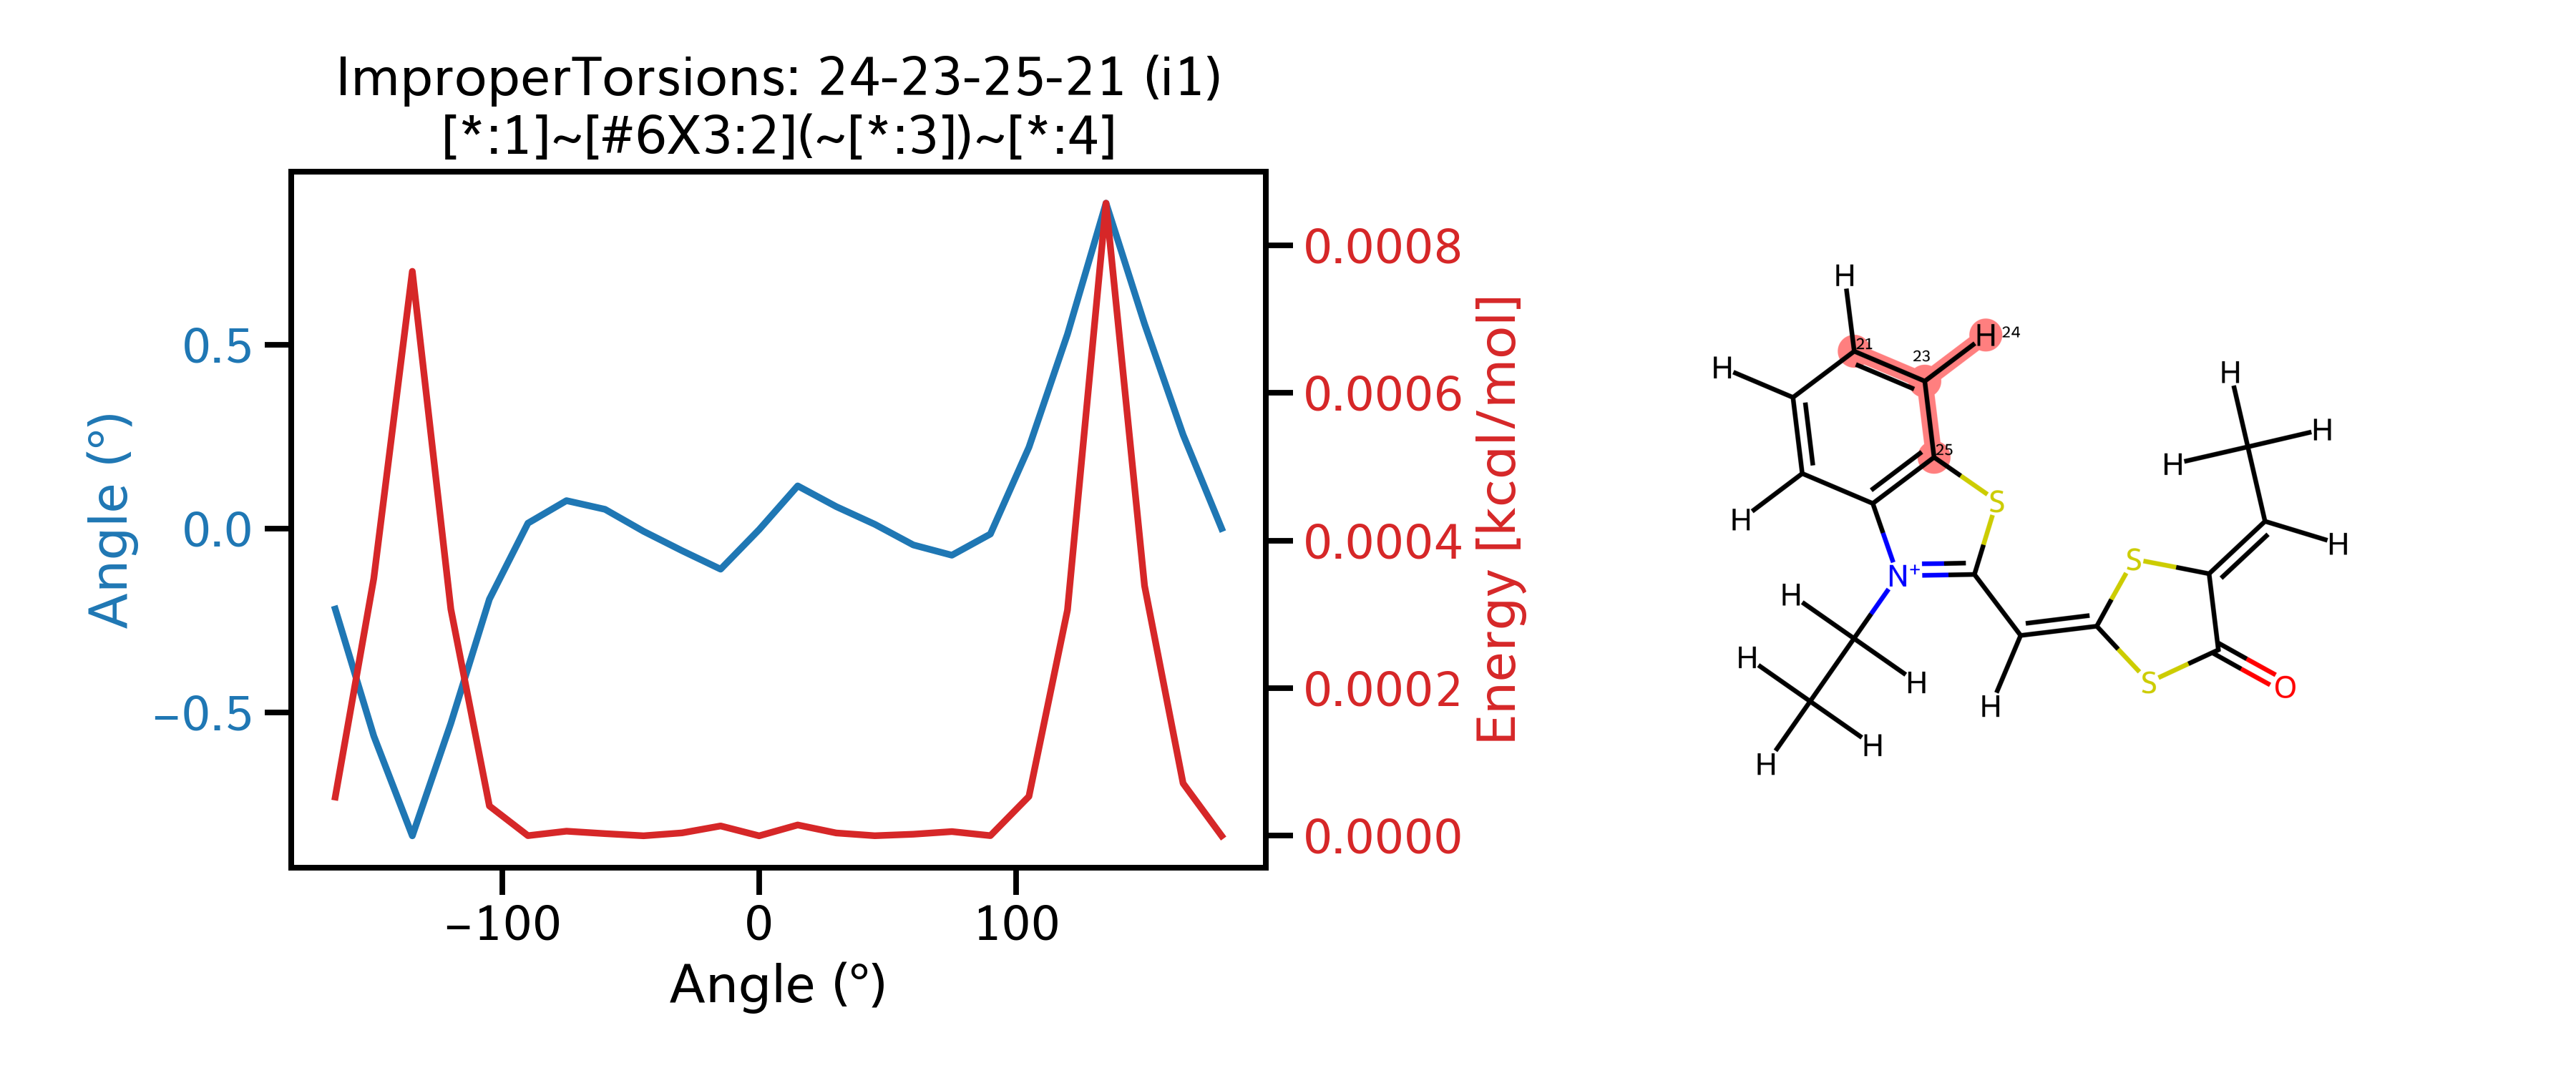 ImproperTorsions: 24-23-25-21 (i1)
[*:1]~[#6X3:2](~[*:3])~[*:4]
Angle (°)
0.5
0.0
−0.5
−100
0
100
Angle (°)
0.0008
0.0006
0.0004
0.0002
0.0000
Energy [kcal/mol]
H
H 24
21
23
H
H
H
H
25
H
S
H
H
S
N⁺
H
H
H
S
O
H
H
H